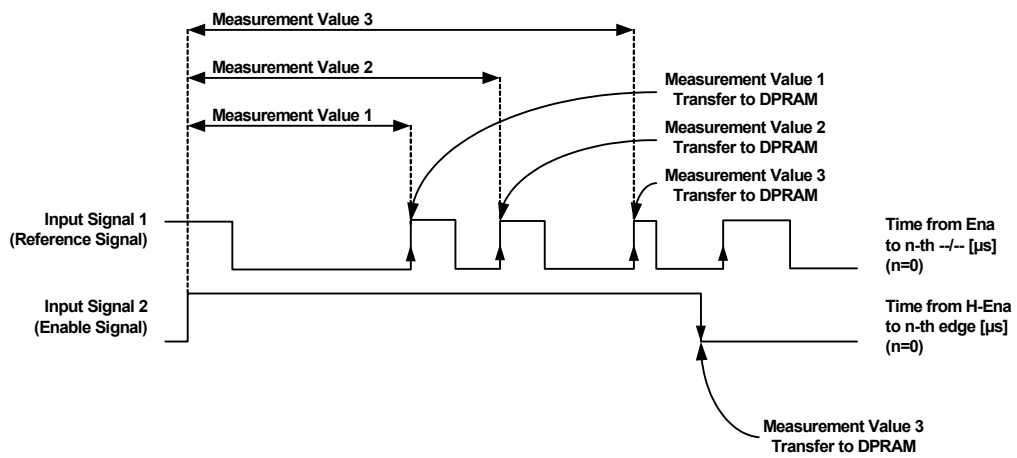 Measurement Value 3
Measurement Value 2
Measurement Value 1
Measurement Value 1
Transfer to DPRAM
Measurement Value 2
Transfer to DPRAM
Measurement Value 3
Transfer to DPRAM
Input Signal 1
(Reference Signal)
Time from Ena
to n-th --/-- [µs]
(n=0)
Input Signal 2
(Enable Signal)
Time from H-Ena
to n-th edge [µs]
(n=0)
Measurement Value 3
Transfer to DPRAM